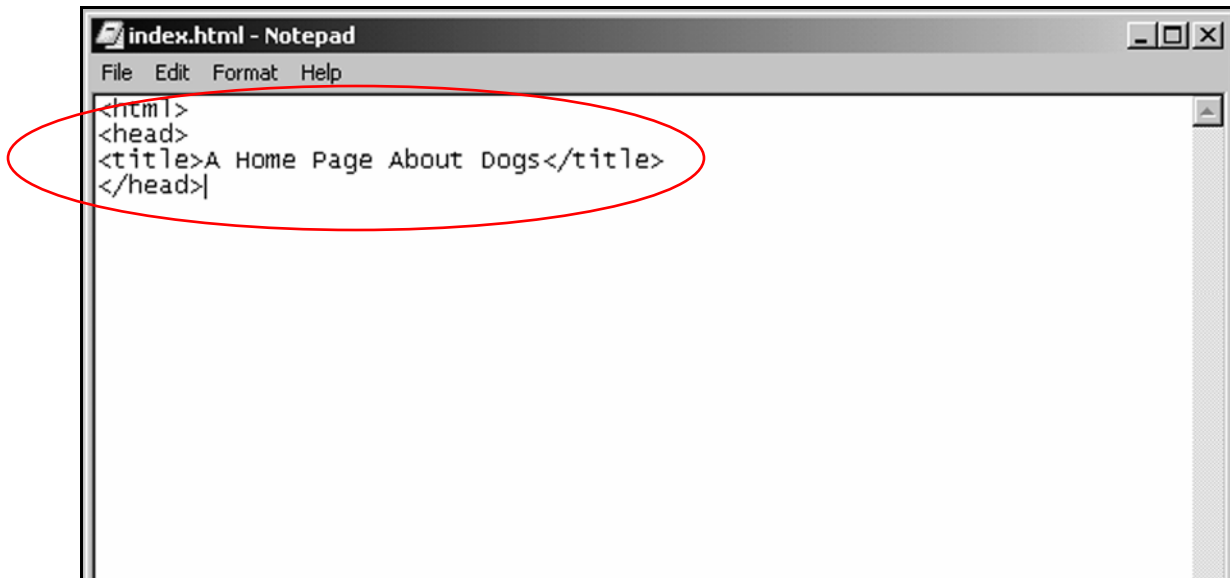 index.html - Notepad
File Edit Format Help
<html>
<head>
<title>A Home Page About Dogs</title>
</head>